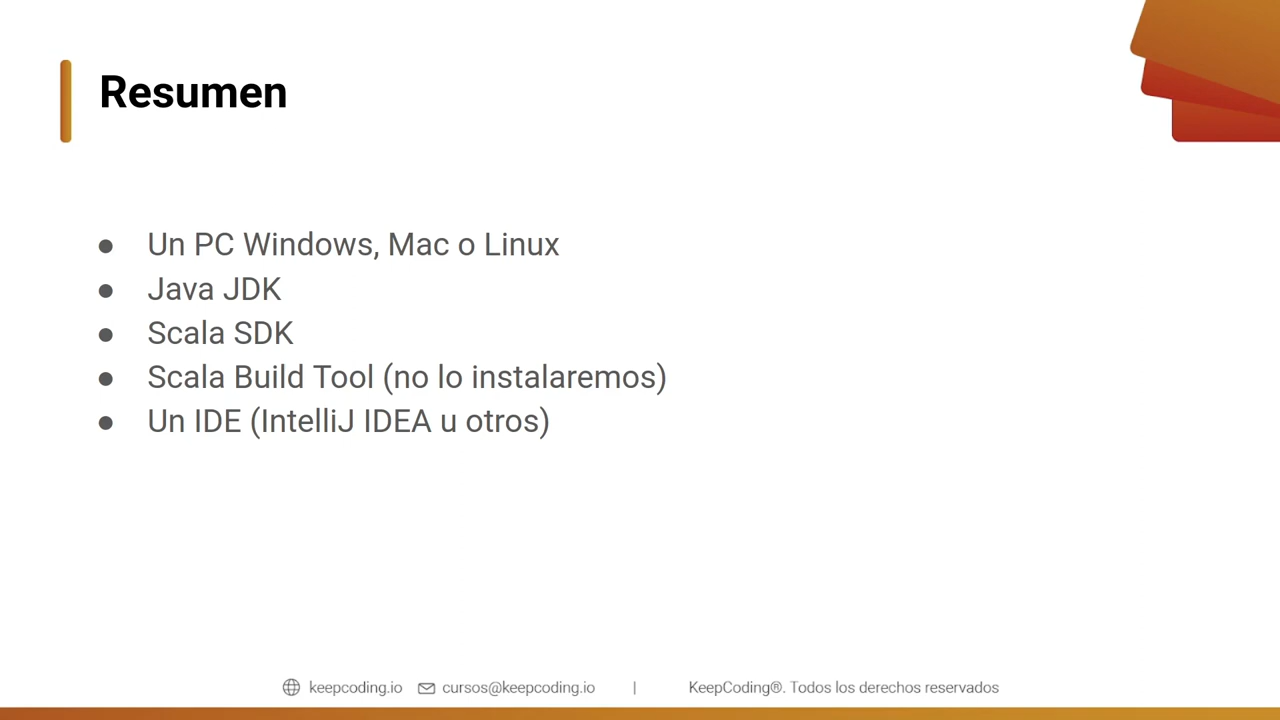 Resumen
● Un PC Windows, Mac o Linux
● Java JDK
● Scala SDK
● Scala Build Tool (no lo instalaremos)
● Un IDE (IntelliJ IDEA u otros)
keepcoding.io cursos@keepcoding.io | KeepCoding®. Todos los derechos reservados